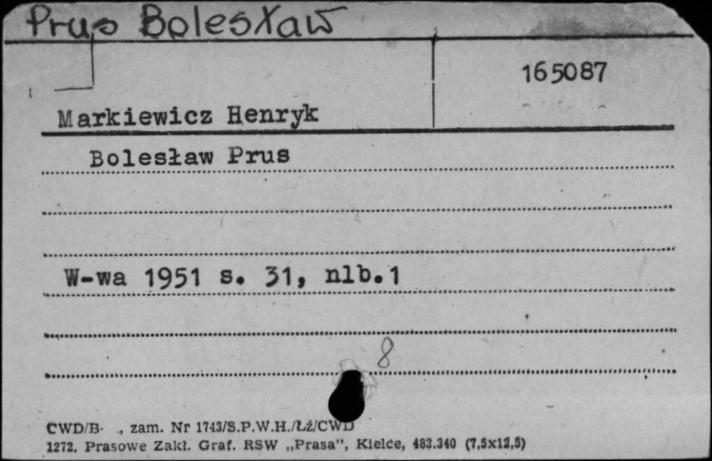 Prus Bolesław
165087
Markiewicz Henryk
Bolesław Prus
W-wa 1951 s. 31, nlb.1
8
CWD/B- ., zam. Nr 1743/S.P.W.H./Łź/CWD
1272. Prasowe Zakł. Graf. RSW „Prasa”, Kielce, 483.340 (7,5x12,5)